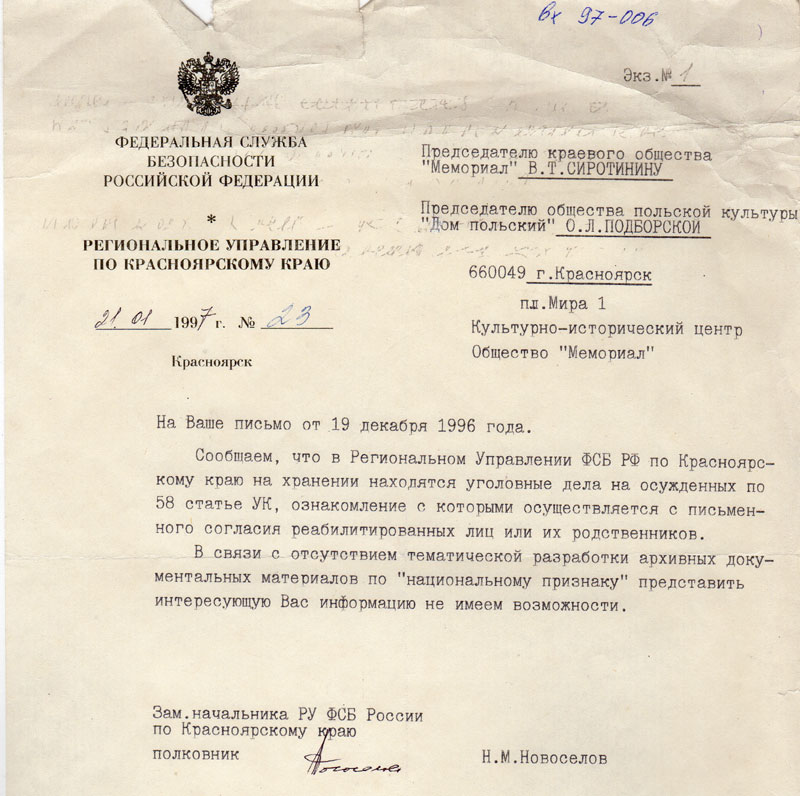 вх 97-006
Экз.№ 1
ФЕДЕРАЛЬНАЯ СЛУЖБА
БЕЗОПАСНОСТИ
РОССИЙСКОЙ ФЕДЕРАЦИИ
*
РЕГИОНАЛЬНОЕ УПРАВЛЕНИЕ
ПО КРАСНОЯРСКОМУ КРАЮ
21.01 1997 г. № 23
Красноярск
Председателю краевого общества
"Мемориал" В.Т.СИРОТИНИНУ
Председателю общества польской культуры
"Дом польский" О.Л.ПОДБОРСКОЙ
660049 г.Красноярск
пл.Мира 1
Культурно-исторический центр
Общество "Мемориал"
На Ваше письмо от 19 декабря 1996 года.
Сообщаем, что в Региональном Управлении ФСБ РФ по Красноярс-
кому краю на хранении находятся уголовные дела на осужденных по
58 статье УК, ознакомление с которыми осуществляется с письмен-
ного согласия реабилитированных лиц или их родственников.
В связи с отсутствием тематической разработки архивных доку-
ментальных материалов по "национальному признаку" представить
интересующую Вас информацию не имеем возможности.
Зам.начальника РУ ФСБ России
по Красноярскому краю
полковник
Н.М.Новоселов